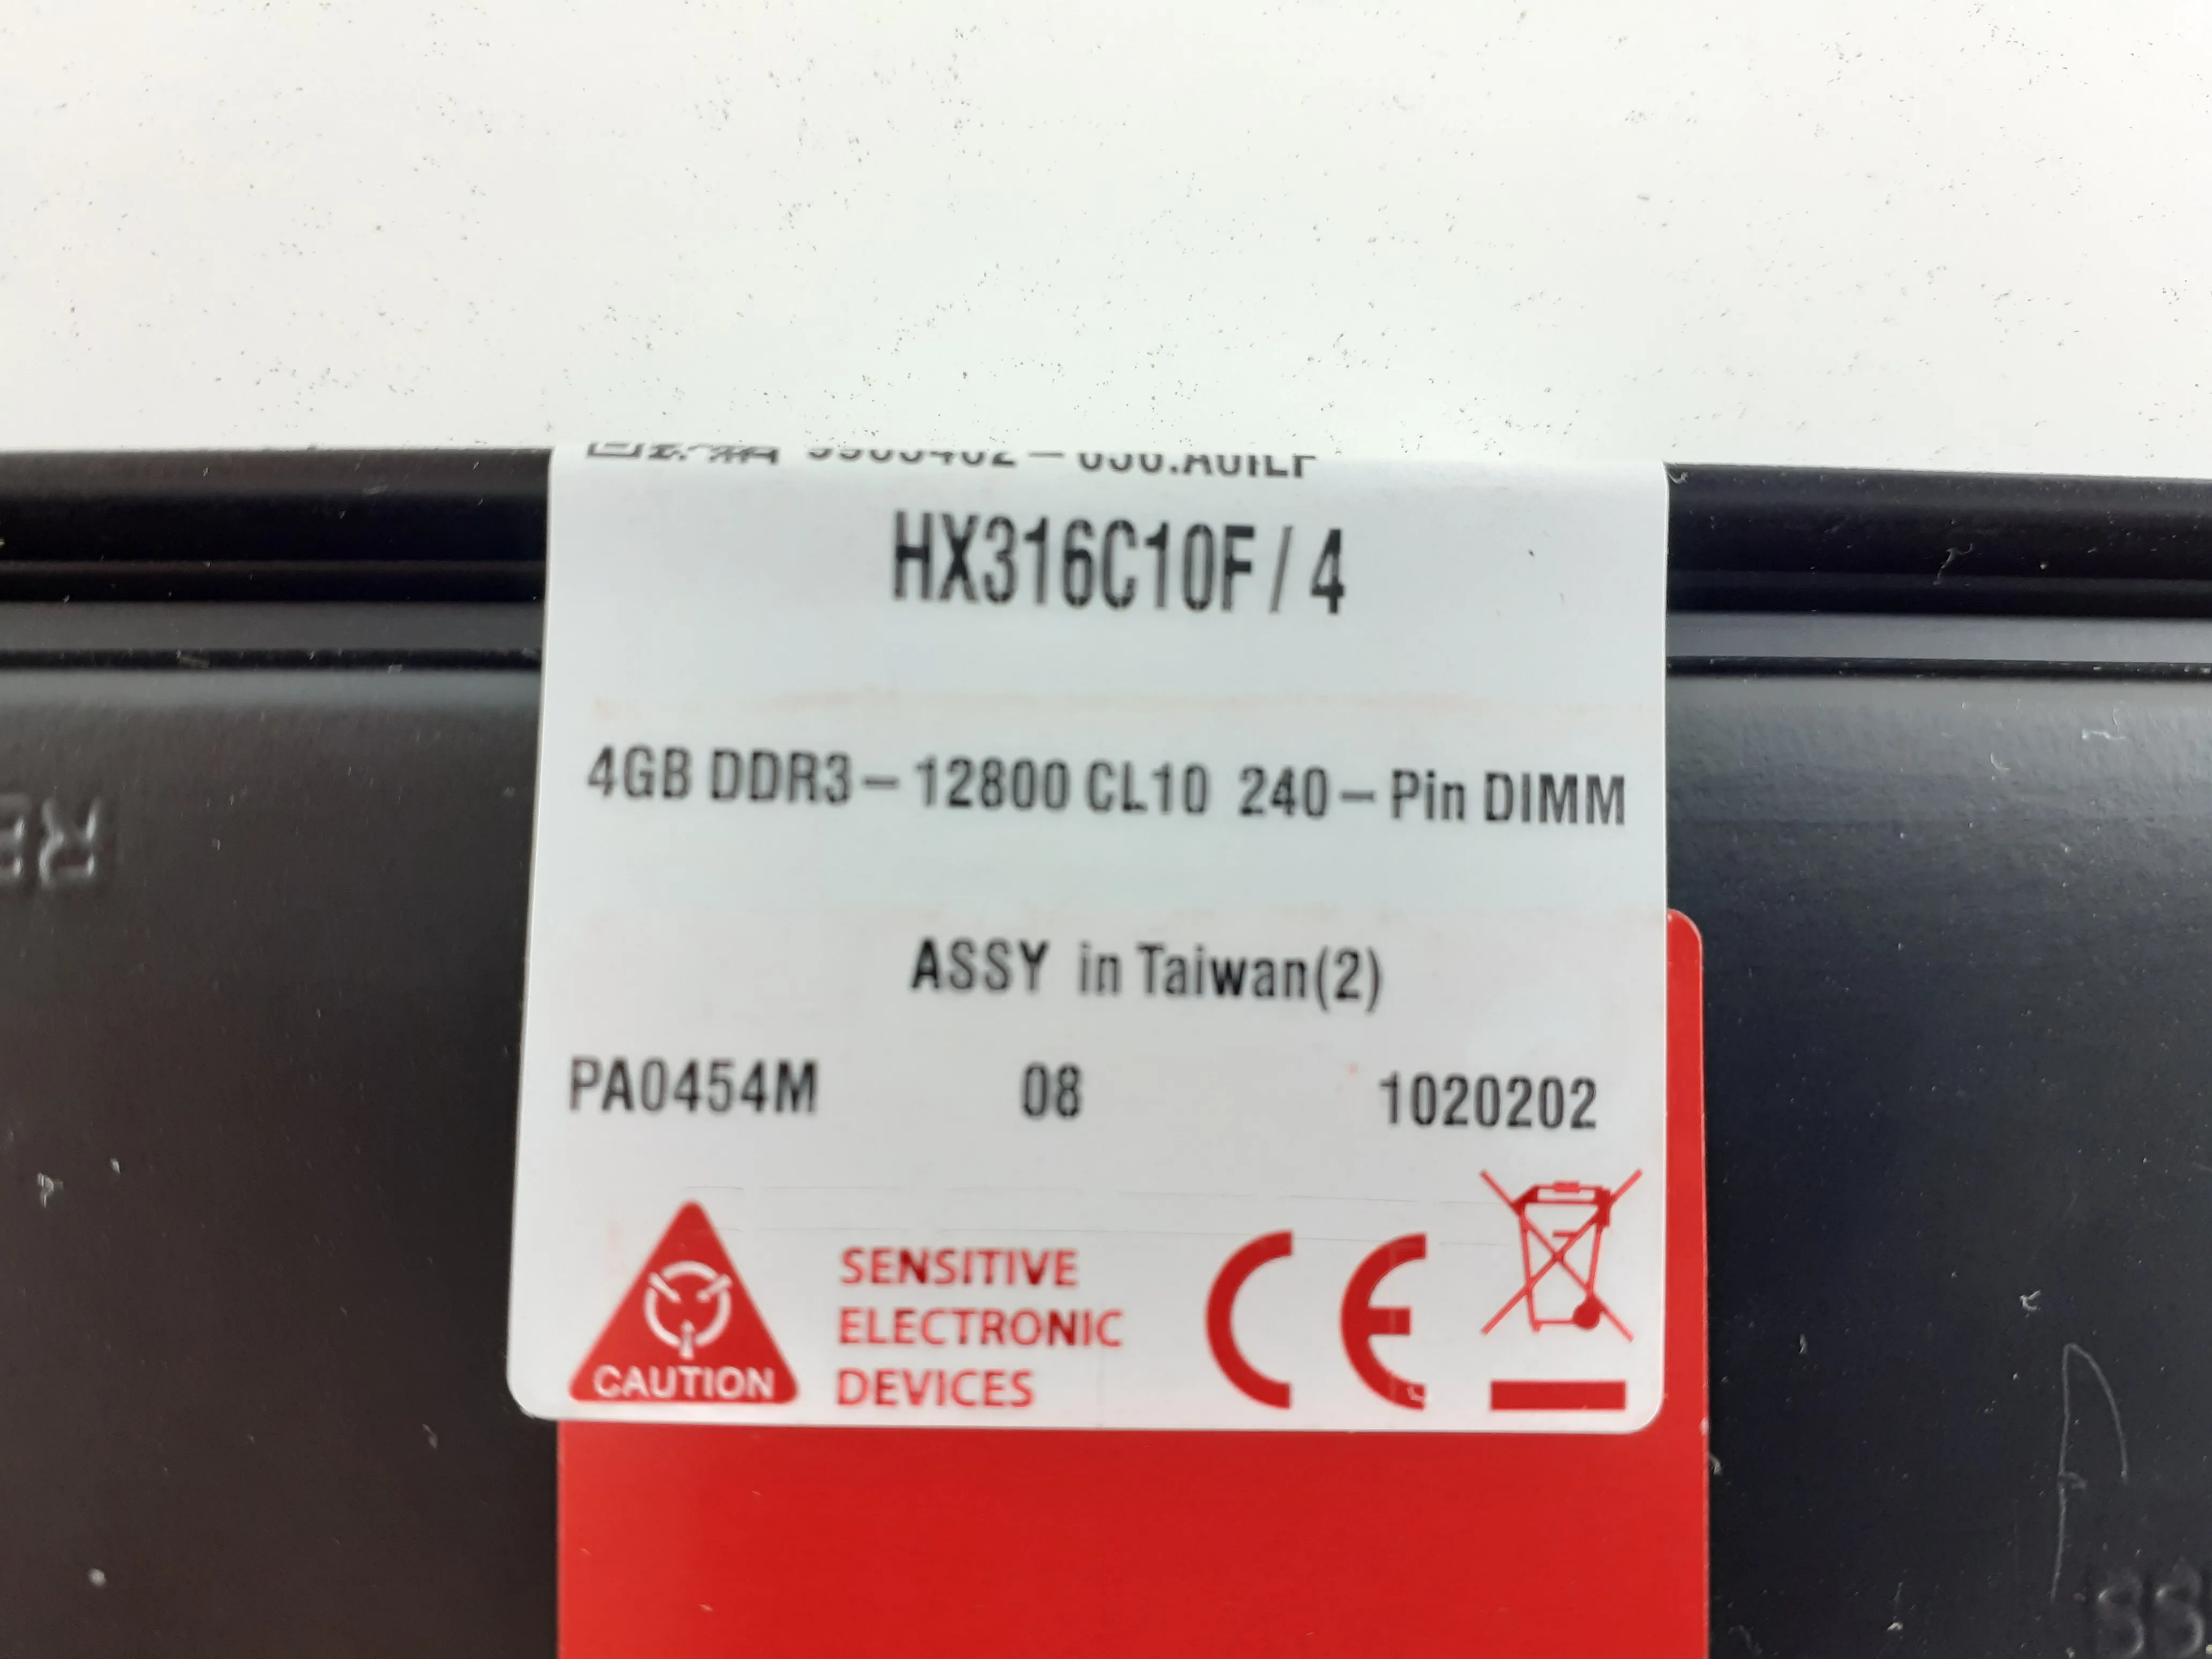 HX316C10F/4
4GB DDR3-12800 CL10 240-Pin DIMM
ASSY in Taiwan(2)
PA0454M 08 1020202
CAUTION
SENSITIVE
ELECTRONIC
DEVICES
CE